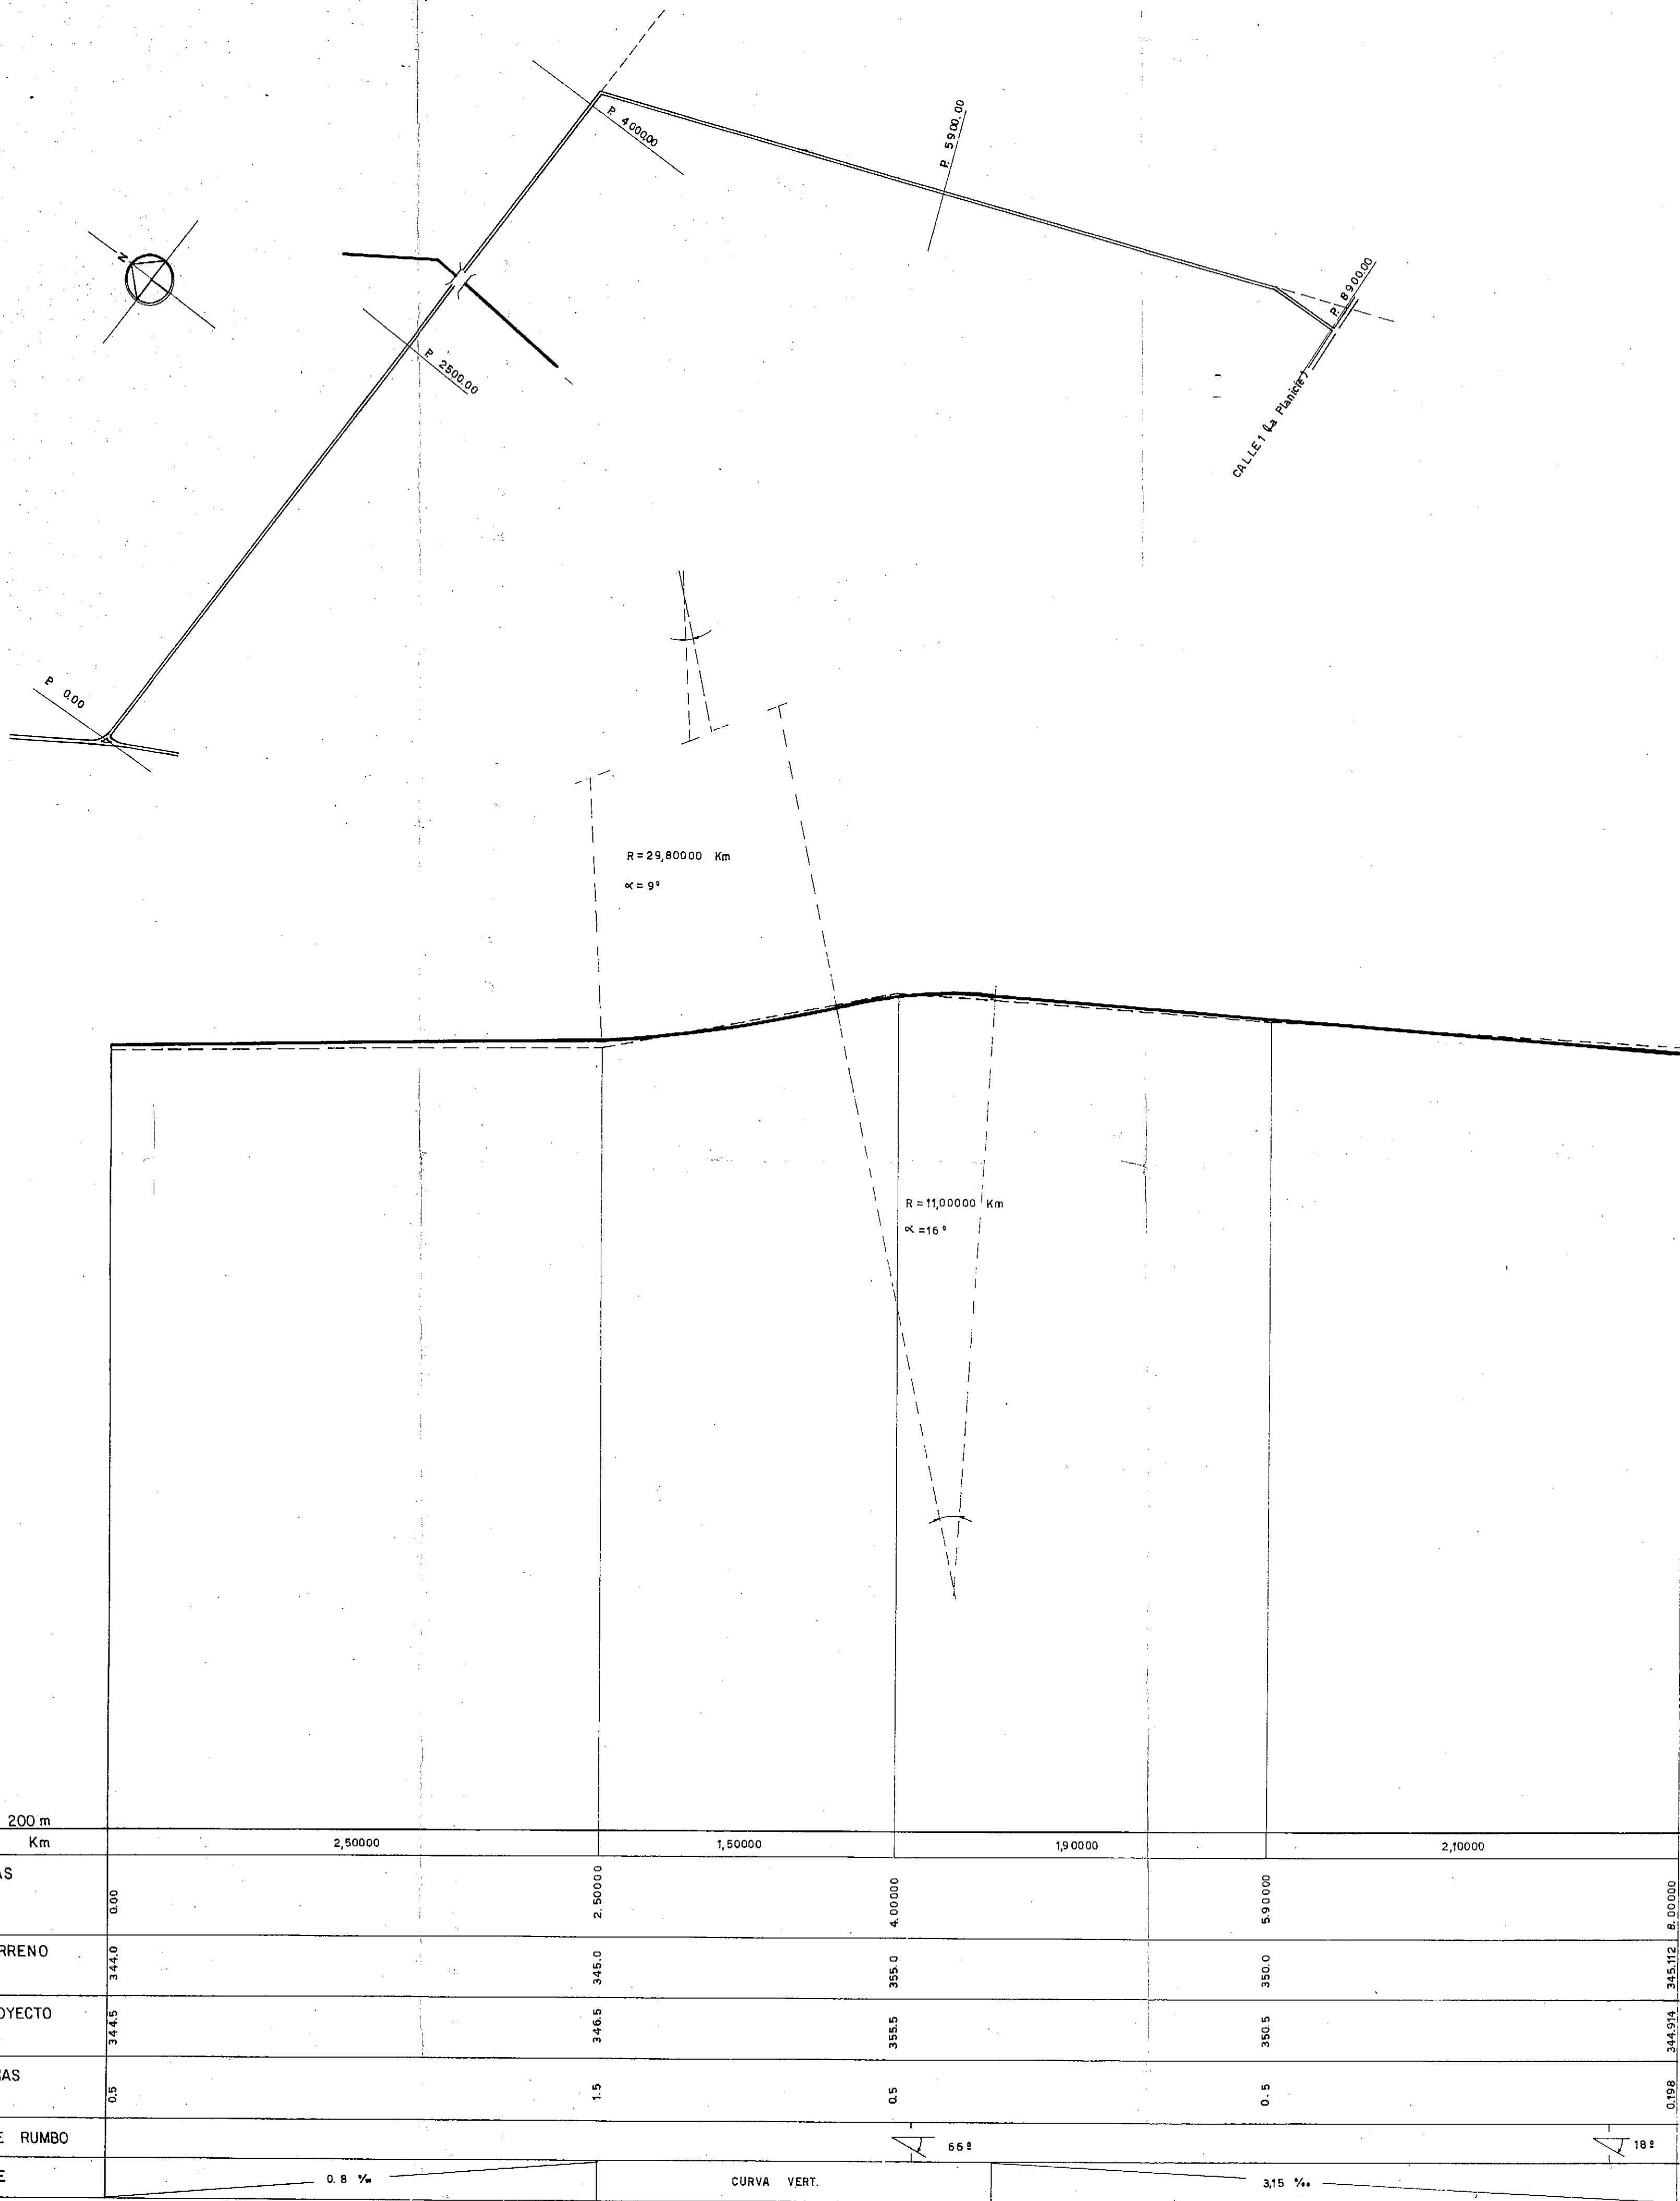 P. 4000.00
P. 5900.00
N
P. 8900.00
P. 2500.00
CALLE 1 (La Planicie)
P. 0.00
R = 29,80000 Km
∝ = 9º
R = 11,00000 Km
∝ = 16º
200 m
Km 2,50000 1,50000 1,90000 2,10000
AS 0.00 2.50000 4.00000 5.90000 8.00000
RRENO 344.0 345.0 355.0 350.0 345.112
OYECTO 344.5 346.5 355.5 350.5 344.914
AS 0.5 1.5 0.5 0.5 0.198
E RUMBO 66º 18º
E 0.8 ‰ CURVA VERT. 3,15 ‰